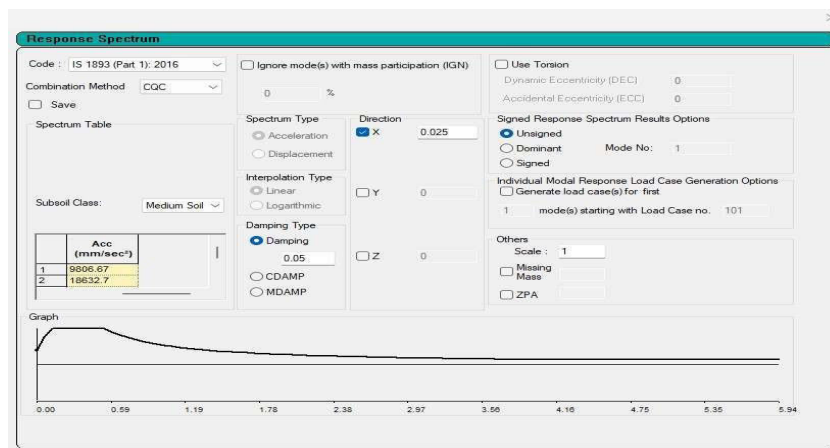 Response Spectrum
Code : IS 1893 (Part 1): 2016
Combination Method CQC
Save
Spectrum Table
Subsoil Class: Medium Soil
Acc
(mm/sec²)
1 9806.67
2 18632.7
Ignore mode(s) with mass participation (IGN)
0 %
Spectrum Type
Acceleration
Displacement
Interpolation Type
Linear
Logarithmic
Damping Type
Damping
0.05
CDAMP
MDAMP
Direction
X 0.025
Y 0
Z 0
Use Torsion
Dynamic Eccentricity (DEC) 0
Accidental Eccentricity (ECC) 0
Signed Response Spectrum Results Options
Unsigned
Dominant Mode No: 1
Signed
Individual Modal Response Load Case Generation Options
Generate load case(s) for first
1 mode(s) starting with Load Case no. 101
Others
Scale : 1
Missing
Mass
ZPA
Graph
0.00 0.59 1.19 1.78 2.38 2.97 3.56 4.16 4.75 5.35 5.94